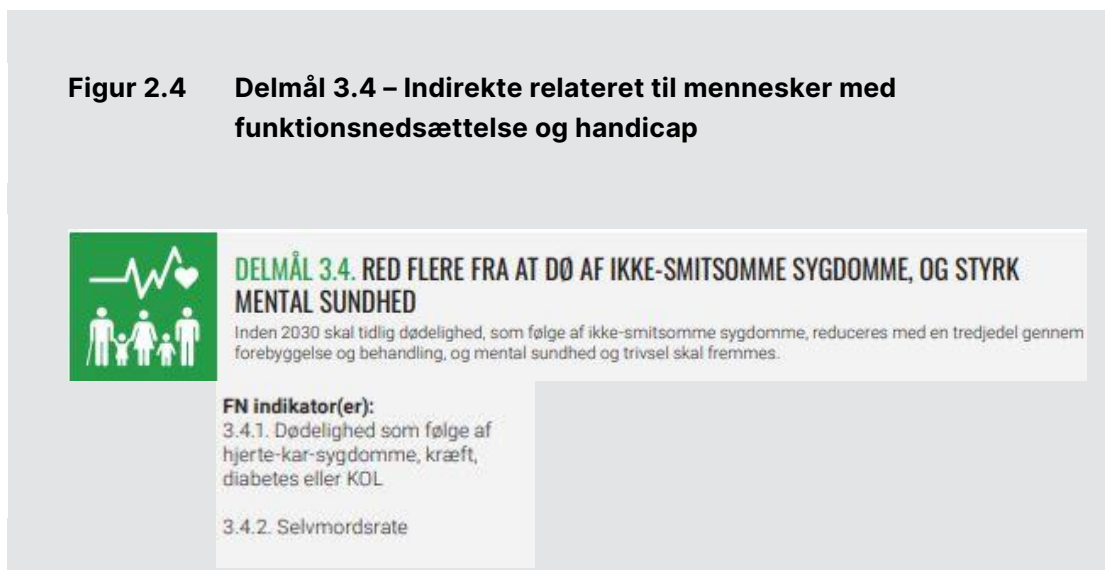 Figur 2.4 Delmål 3.4 – Indirekte relateret til mennesker med
funktionsnedsættelse og handicap
DELMÅL 3.4. RED FLERE FRA AT DØ AF IKKE-SMITSOMME SYGDOMME, OG STYRK
MENTAL SUNDHED
Inden 2030 skal tidlig dødelighed, som følge af ikke-smitsomme sygdomme, reduceres med en tredjedel gennem
forebyggelse og behandling, og mental sundhed og trivsel skal fremmes.
FN indikator(er):
3.4.1. Dødelighed som følge af
hjerte-kar-sygdomme, kræft,
diabetes eller KOL
3.4.2. Selvmordsrate